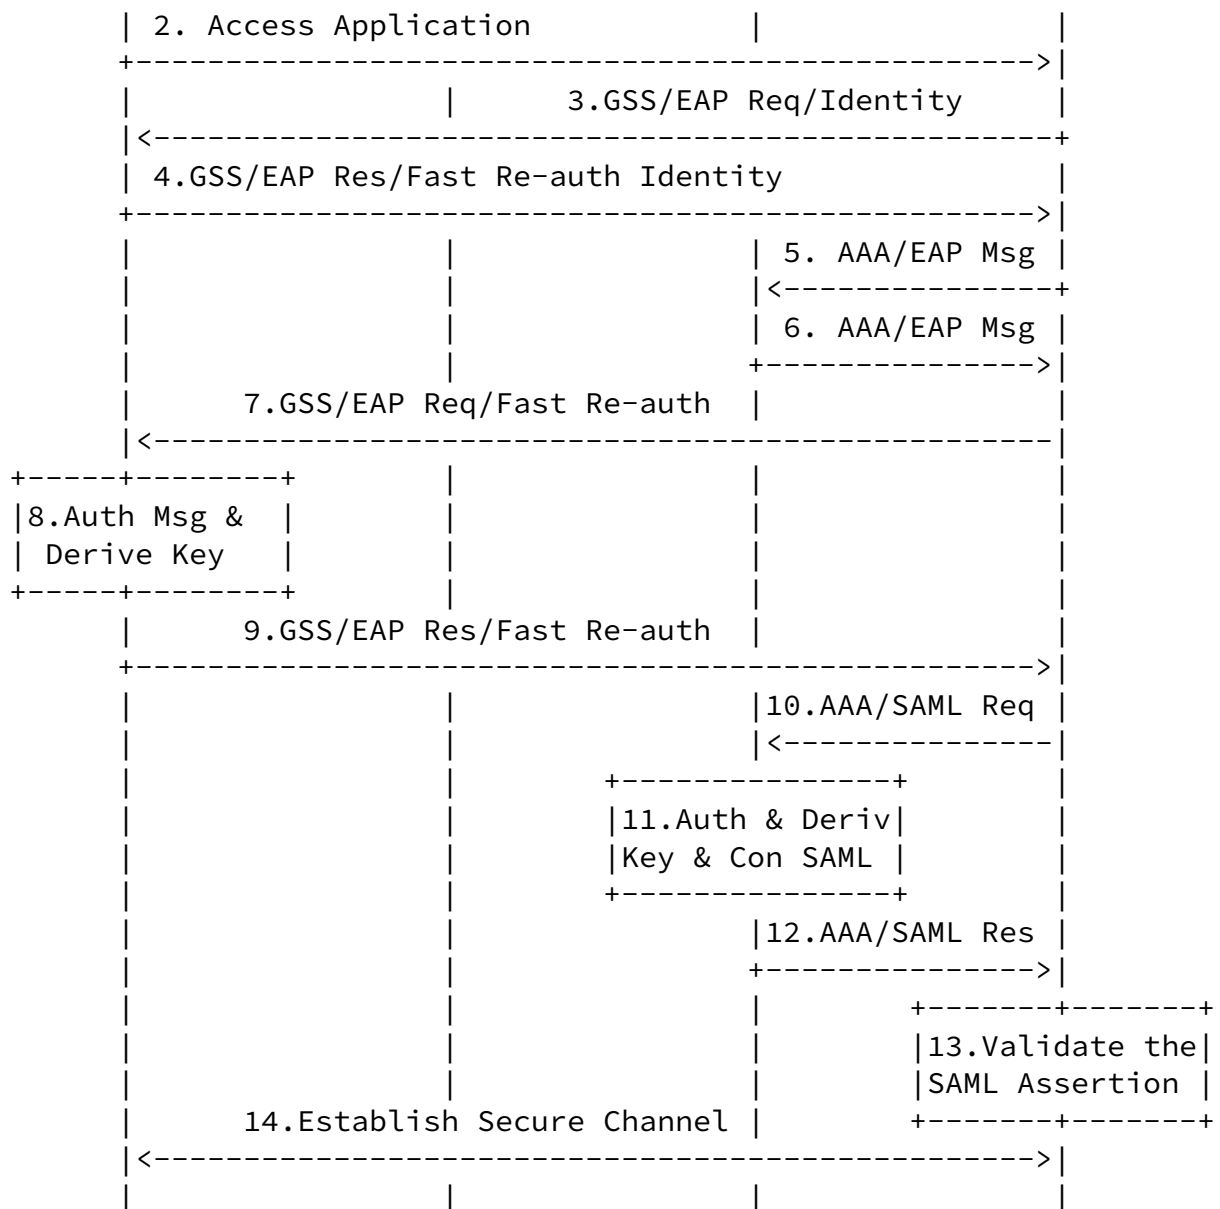 2. Access Application
3.GSS/EAP Req/Identity
4.GSS/EAP Res/Fast Re-auth Identity
5. AAA/EAP Msg
6. AAA/EAP Msg
7.GSS/EAP Req/Fast Re-auth
8.Auth Msg &
Derive Key
9.GSS/EAP Res/Fast Re-auth
10.AAA/SAML Req
11.Auth & Deriv
Key & Con SAML
12.AAA/SAML Res
13.Validate the
SAML Assertion
14.Establish Secure Channel